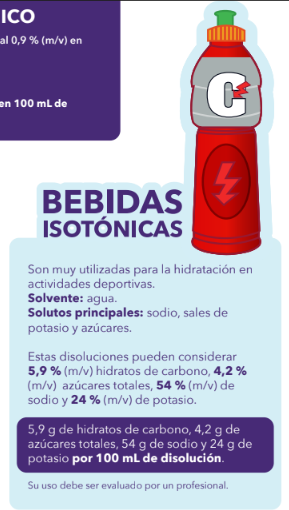 ICO
al 0,9 % (m/v) en
en 100 mL de
C
BEBIDAS
ISOTÓNICAS
Son muy utilizadas para la hidratación en
actividades deportivas.
Solvente: agua.
Solutos principales: sodio, sales de
potasio y azúcares.
Estas disoluciones pueden considerar
5,9 % (m/v) hidratos de carbono, 4,2 %
(m/v) azúcares totales, 54 % (m/v) de
sodio y 24 % (m/v) de potasio.
5,9 g de hidratos de carbono, 4,2 g de
azúcares totales, 54 g de sodio y 24 g de
potasio por 100 mL de disolución.
Su uso debe ser evaluado por un profesional.